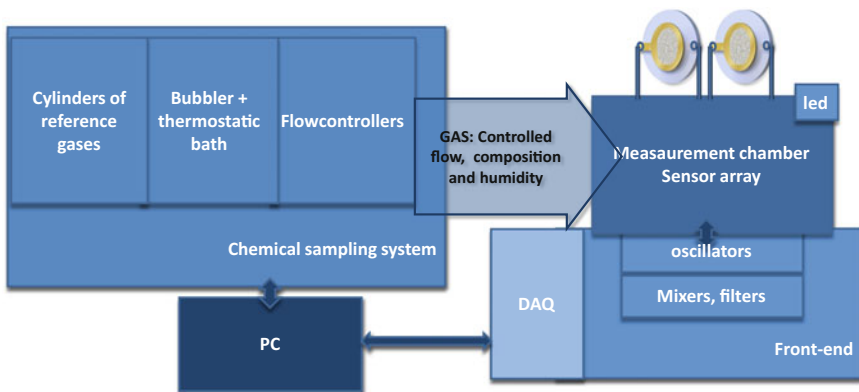 Cylinders of
reference
gases
Bubbler +
thermostatic
bath
Flowcontrollers
Chemical sampling system
GAS: Controlled
flow, composition
and humidity
led
Measaurement chamber
Sensor array
oscillators
Mixers, filters
DAQ
Front-end
PC